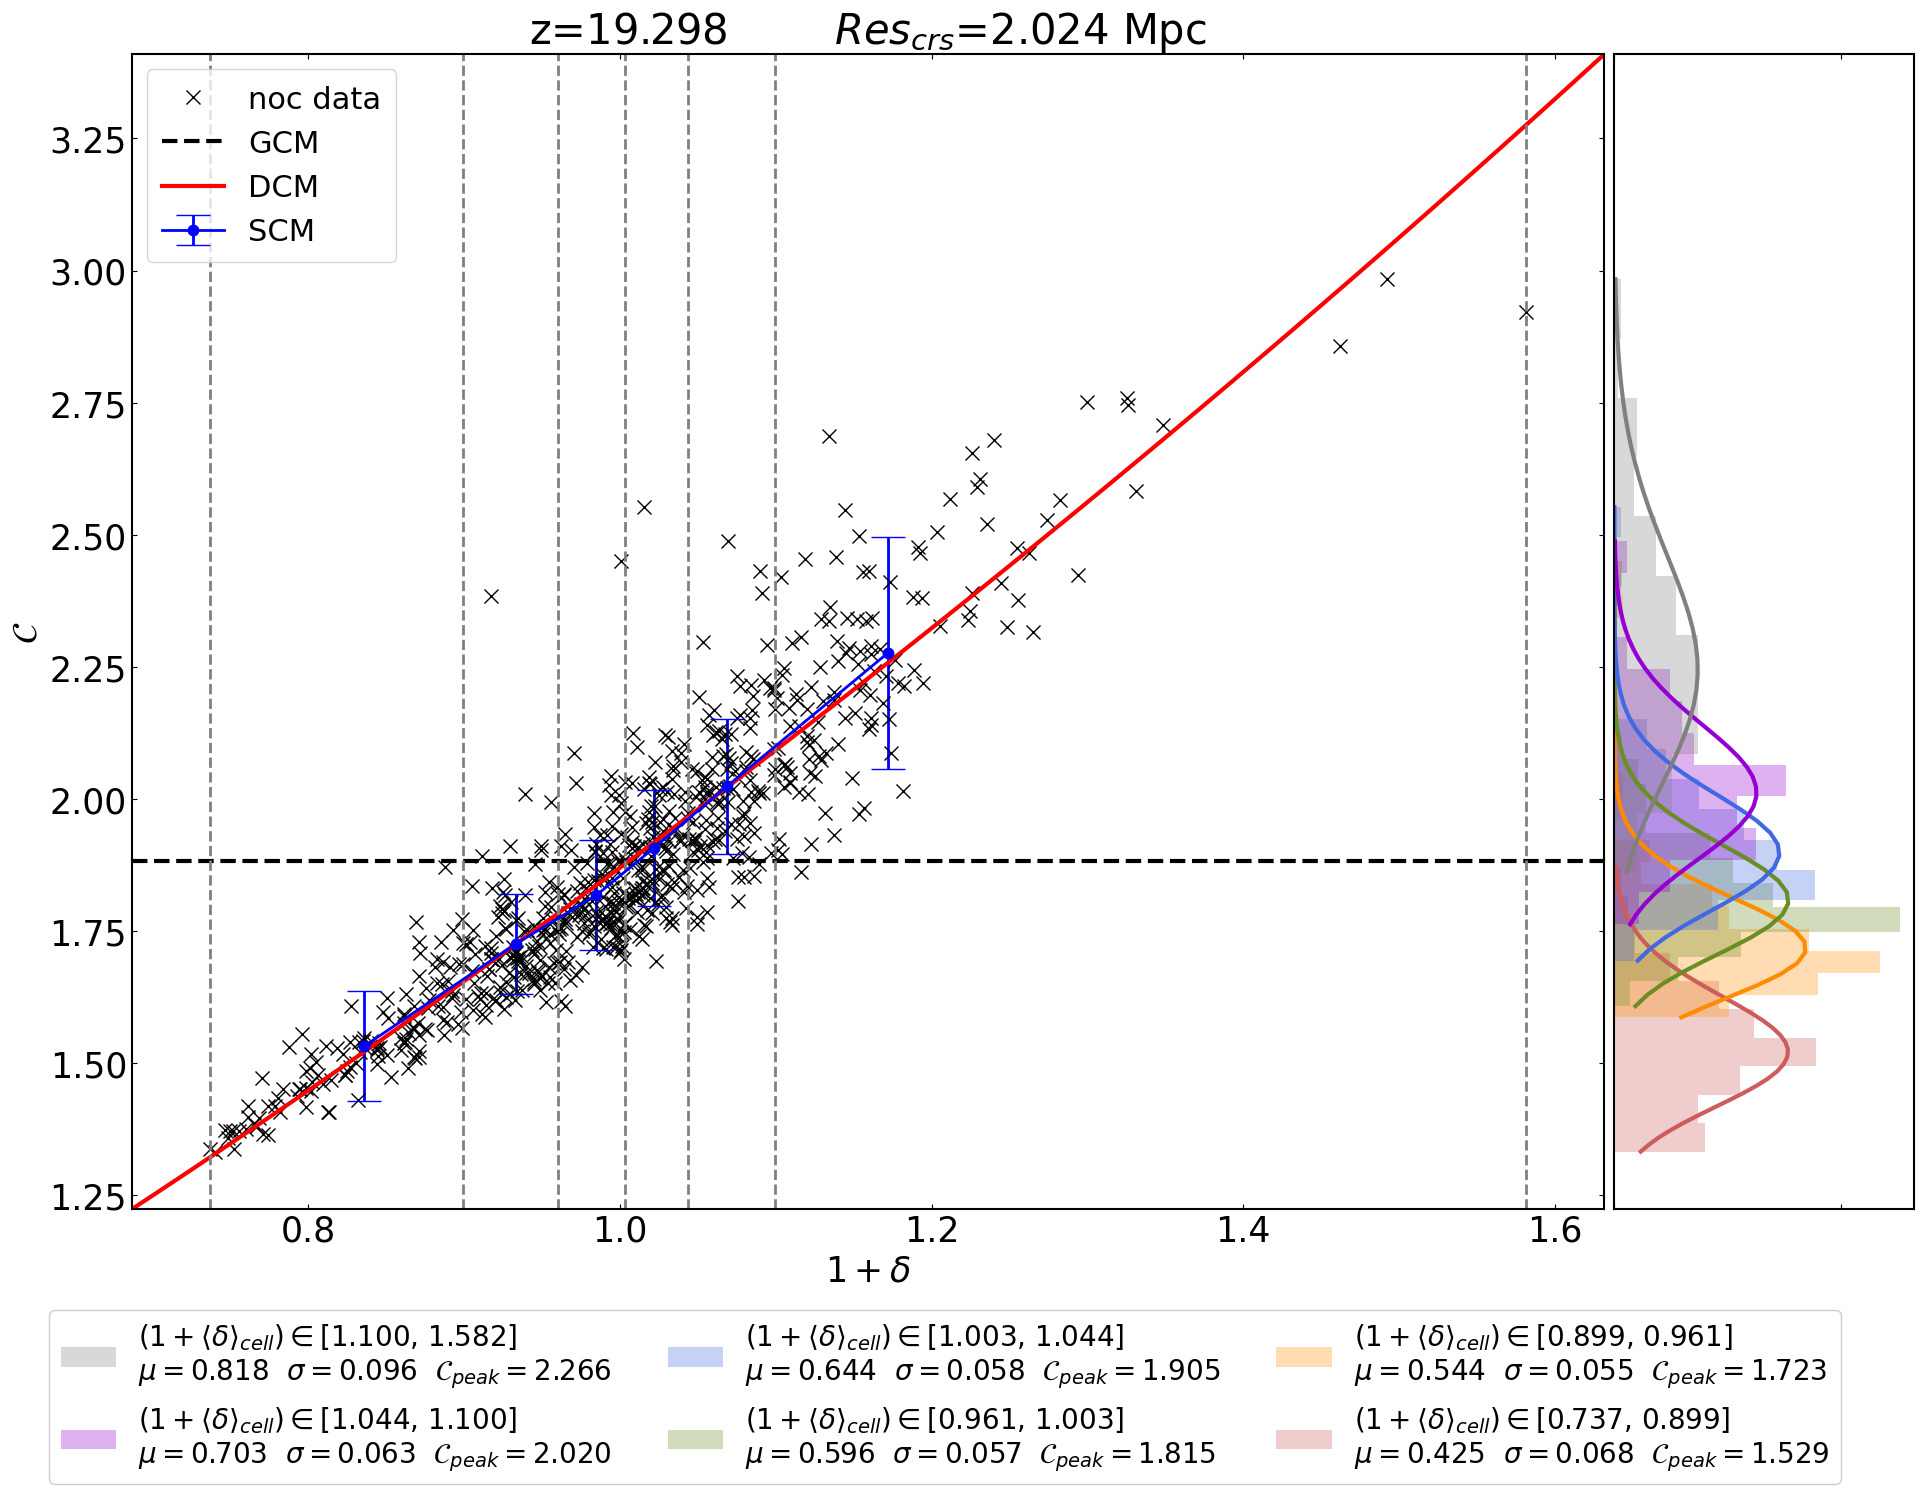 z=19.298 Res_crs=2.024 Mpc
noc data
GCM
DCM
SCM
3.25
3.00
2.75
2.50
2.25
2.00
1.75
1.50
1.25
𝒞
0.8 1.0 1.2 1.4 1.6
1 + δ
(1 + ⟨δ⟩_cell) ∈ [1.100, 1.582]
μ = 0.818 σ = 0.096 𝒞_peak = 2.266
(1 + ⟨δ⟩_cell) ∈ [1.044, 1.100]
μ = 0.703 σ = 0.063 𝒞_peak = 2.020
(1 + ⟨δ⟩_cell) ∈ [1.003, 1.044]
μ = 0.644 σ = 0.058 𝒞_peak = 1.905
(1 + ⟨δ⟩_cell) ∈ [0.961, 1.003]
μ = 0.596 σ = 0.057 𝒞_peak = 1.815
(1 + ⟨δ⟩_cell) ∈ [0.899, 0.961]
μ = 0.544 σ = 0.055 𝒞_peak = 1.723
(1 + ⟨δ⟩_cell) ∈ [0.737, 0.899]
μ = 0.425 σ = 0.068 𝒞_peak = 1.529